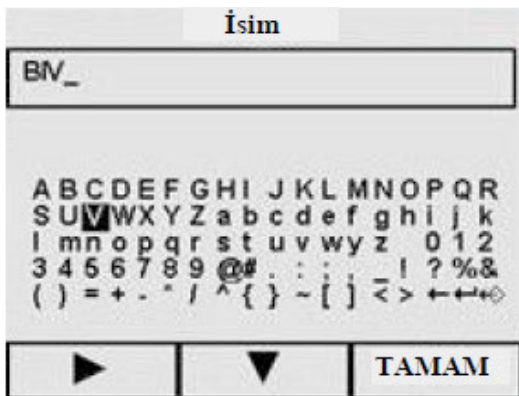 İsim
BIV_
A B C D E F G H I J K L M N O P Q R
S U V W X Y Z a b c d e f g h i j k
l m n o p q r s t u v w y z 0 1 2
3 4 5 6 7 8 9 @ # . : ; , _ ! ? % &
( ) = + - " / ^ { } ~ [ ] < > ← ↵
TAMAM